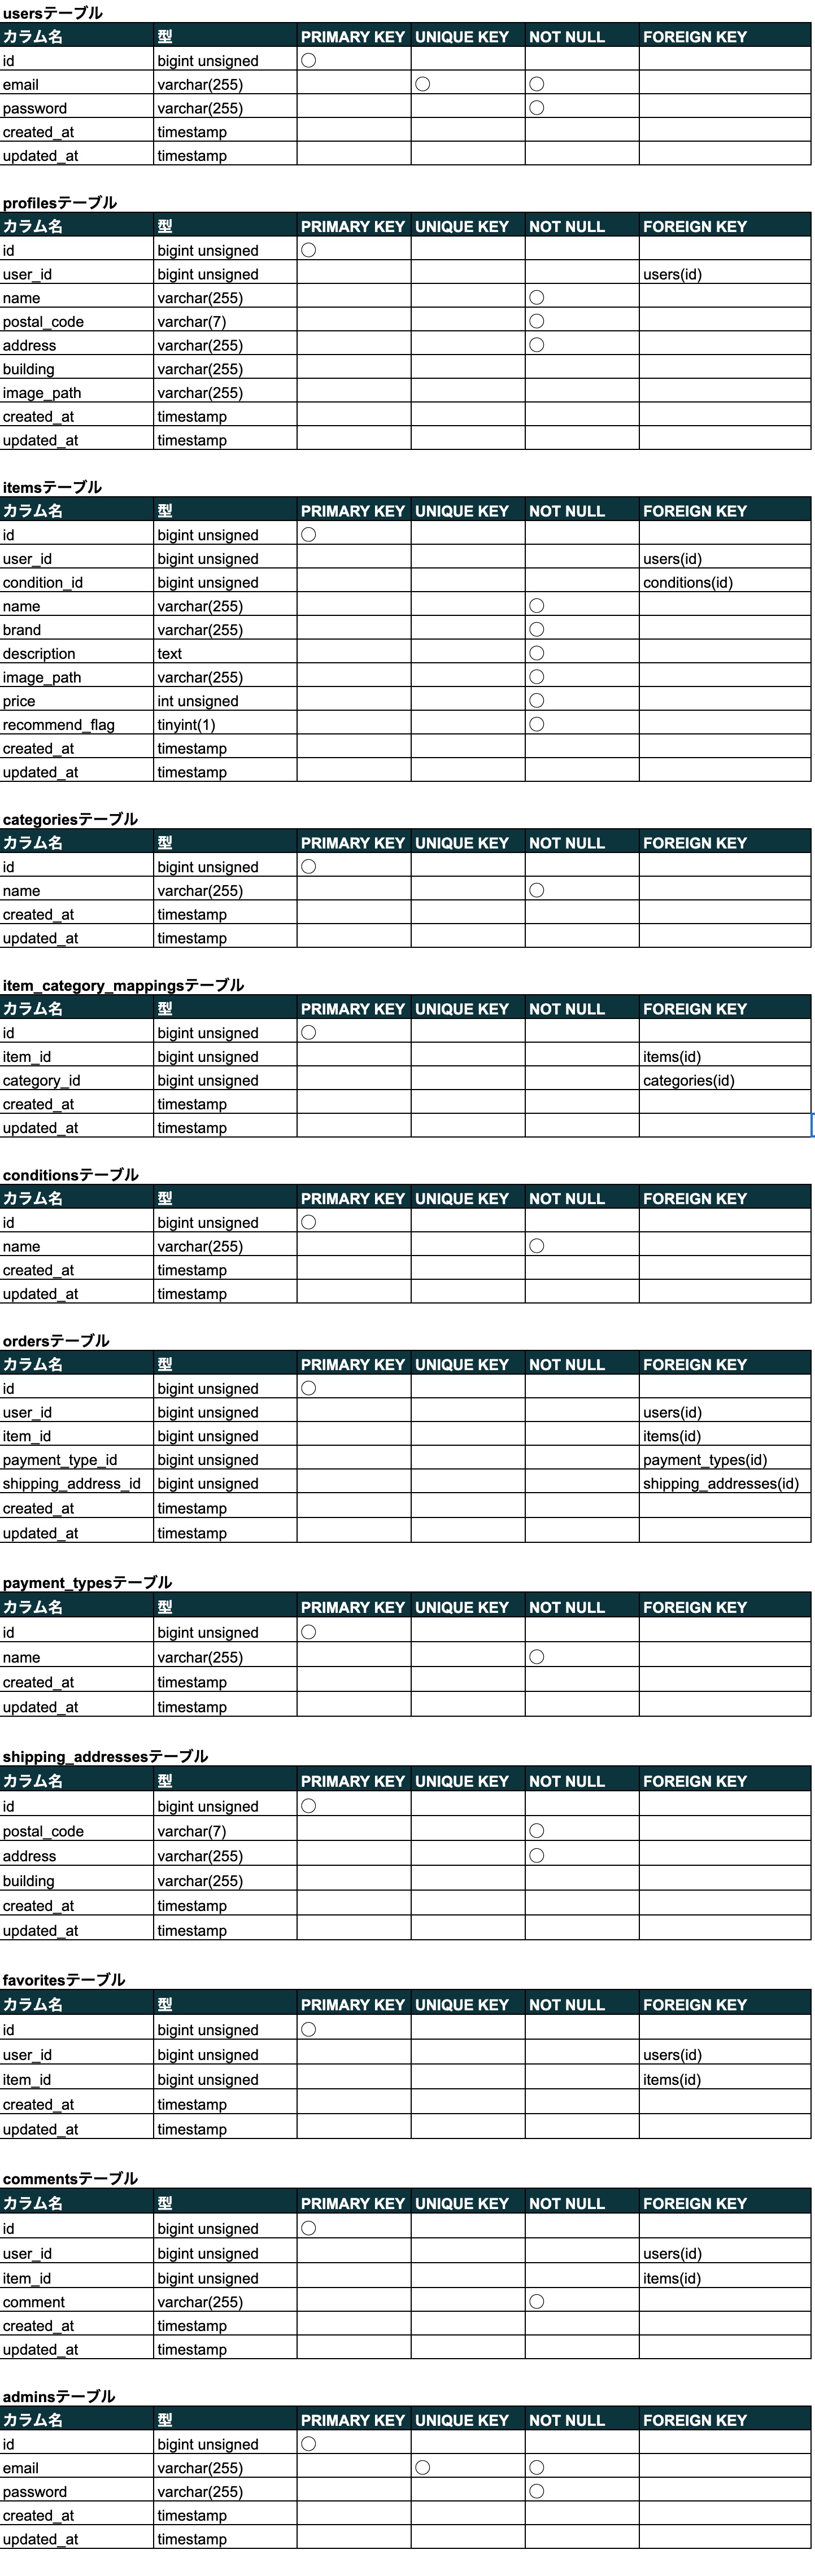 usersテーブル
カラム名 型 PRIMARY KEY UNIQUE KEY NOT NULL FOREIGN KEY
id bigint unsigned ○
email varchar(255) ○ ○
password varchar(255) ○
created_at timestamp
updated_at timestamp
profilesテーブル
カラム名 型 PRIMARY KEY UNIQUE KEY NOT NULL FOREIGN KEY
id bigint unsigned ○
user_id bigint unsigned users(id)
name varchar(255) ○
postal_code varchar(7) ○
address varchar(255) ○
building varchar(255)
image_path varchar(255)
created_at timestamp
updated_at timestamp
itemsテーブル
カラム名 型 PRIMARY KEY UNIQUE KEY NOT NULL FOREIGN KEY
id bigint unsigned ○
user_id bigint unsigned users(id)
condition_id bigint unsigned conditions(id)
name varchar(255) ○
brand varchar(255) ○
description text ○
image_path varchar(255) ○
price int unsigned ○
recommend_flag tinyint(1) ○
created_at timestamp
updated_at timestamp
categoriesテーブル
カラム名 型 PRIMARY KEY UNIQUE KEY NOT NULL FOREIGN KEY
id bigint unsigned ○
name varchar(255) ○
created_at timestamp
updated_at timestamp
item_category_mappingsテーブル
カラム名 型 PRIMARY KEY UNIQUE KEY NOT NULL FOREIGN KEY
id bigint unsigned ○
item_id bigint unsigned items(id)
category_id bigint unsigned categories(id)
created_at timestamp
updated_at timestamp
conditionsテーブル
カラム名 型 PRIMARY KEY UNIQUE KEY NOT NULL FOREIGN KEY
id bigint unsigned ○
name varchar(255) ○
created_at timestamp
updated_at timestamp
ordersテーブル
カラム名 型 PRIMARY KEY UNIQUE KEY NOT NULL FOREIGN KEY
id bigint unsigned ○
user_id bigint unsigned users(id)
item_id bigint unsigned items(id)
payment_type_id bigint unsigned payment_types(id)
shipping_address_id bigint unsigned shipping_addresses(id)
created_at timestamp
updated_at timestamp
payment_typesテーブル
カラム名 型 PRIMARY KEY UNIQUE KEY NOT NULL FOREIGN KEY
id bigint unsigned ○
name varchar(255) ○
created_at timestamp
updated_at timestamp
shipping_addressesテーブル
カラム名 型 PRIMARY KEY UNIQUE KEY NOT NULL FOREIGN KEY
id bigint unsigned ○
postal_code varchar(7) ○
address varchar(255) ○
building varchar(255)
created_at timestamp
updated_at timestamp
favoritesテーブル
カラム名 型 PRIMARY KEY UNIQUE KEY NOT NULL FOREIGN KEY
id bigint unsigned ○
user_id bigint unsigned users(id)
item_id bigint unsigned items(id)
created_at timestamp
updated_at timestamp
commentsテーブル
カラム名 型 PRIMARY KEY UNIQUE KEY NOT NULL FOREIGN KEY
id bigint unsigned ○
user_id bigint unsigned users(id)
item_id bigint unsigned items(id)
comment varchar(255) ○
created_at timestamp
updated_at timestamp
adminsテーブル
カラム名 型 PRIMARY KEY UNIQUE KEY NOT NULL FOREIGN KEY
id bigint unsigned ○
email varchar(255) ○ ○
password varchar(255) ○
created_at timestamp
updated_at timestamp